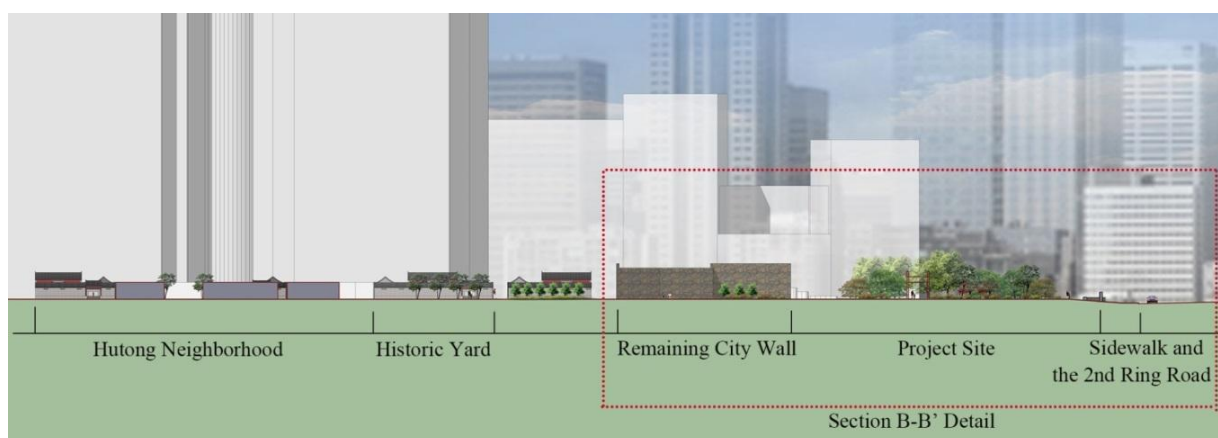 Hutong Neighborhood
Historic Yard
Remaining City Wall
Project Site
Sidewalk and
the 2nd Ring Road
Section B-B' Detail